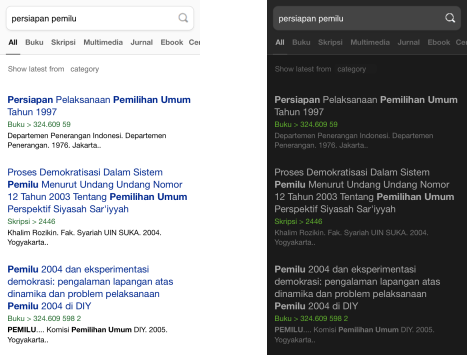 persiapan pemilu
All Buku Skripsi Multimedia Jurnal Ebook Cer
Show latest from category
Persiapan Pelaksanaan Pemilihan Umum
Tahun 1997
Buku > 324.609 59
Departemen Penerangan Indonesi. Departemen
Penerangan. 1976. Jakarta..
Proses Demokratisasi Dalam Sistem
Pemilu Menurut Undang Undang Nomor
12 Tahun 2003 Tentang Pemilihan Umum
Perspektif Siyasah Sar'iyyah
Skripsi > 2446
Khalim Rozikin. Fak. Syariah UIN SUKA. 2004.
Yogyakarta..
Pemilu 2004 dan eksperimentasi
demokrasi: pengalaman lapangan atas
dinamika dan problem pelaksanaan
Pemilu 2004 di DIY
Buku > 324.609 598 2
PEMILU.... Komisi Pemilihan Umum DIY. 2005.
Yogyakarta..
persiapan pemilu
All Buku Skripsi Multimedia Jurnal Ebook Cer
Show latest from category
Persiapan Pelaksanaan Pemilihan Umum
Tahun 1997
Buku > 324.609 59
Departemen Penerangan Indonesi. Departemen
Penerangan. 1976. Jakarta..
Proses Demokratisasi Dalam Sistem
Pemilu Menurut Undang Undang Nomor
12 Tahun 2003 Tentang Pemilihan Umum
Perspektif Siyasah Sar'iyyah
Skripsi > 2446
Khalim Rozikin. Fak. Syariah UIN SUKA. 2004.
Yogyakarta..
Pemilu 2004 dan eksperimentasi
demokrasi: pengalaman lapangan atas
dinamika dan problem pelaksanaan
Pemilu 2004 di DIY
Buku > 324.609 598 2
PEMILU.... Komisi Pemilihan Umum DIY. 2005.
Yogyakarta..